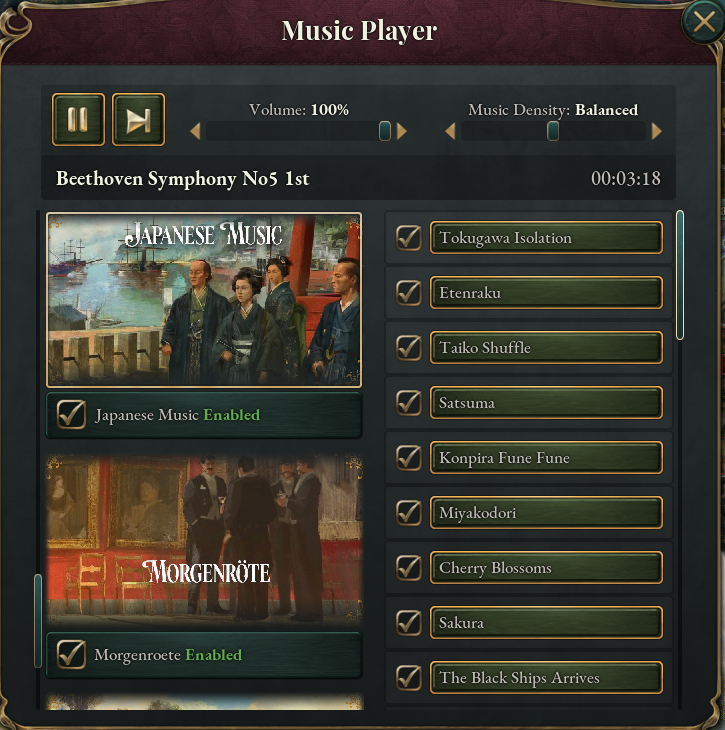 Music Player
Volume: 100%
Music Density: Balanced
Beethoven Symphony No5 1st
00:03:18
Japanese Music
Japanese Music Enabled
Morgenröte
Morgenroete Enabled
Tokugawa Isolation
Etenraku
Taiko Shuffle
Satsuma
Konpira Fune Fune
Miyakodori
Cherry Blossoms
Sakura
The Black Ships Arrives